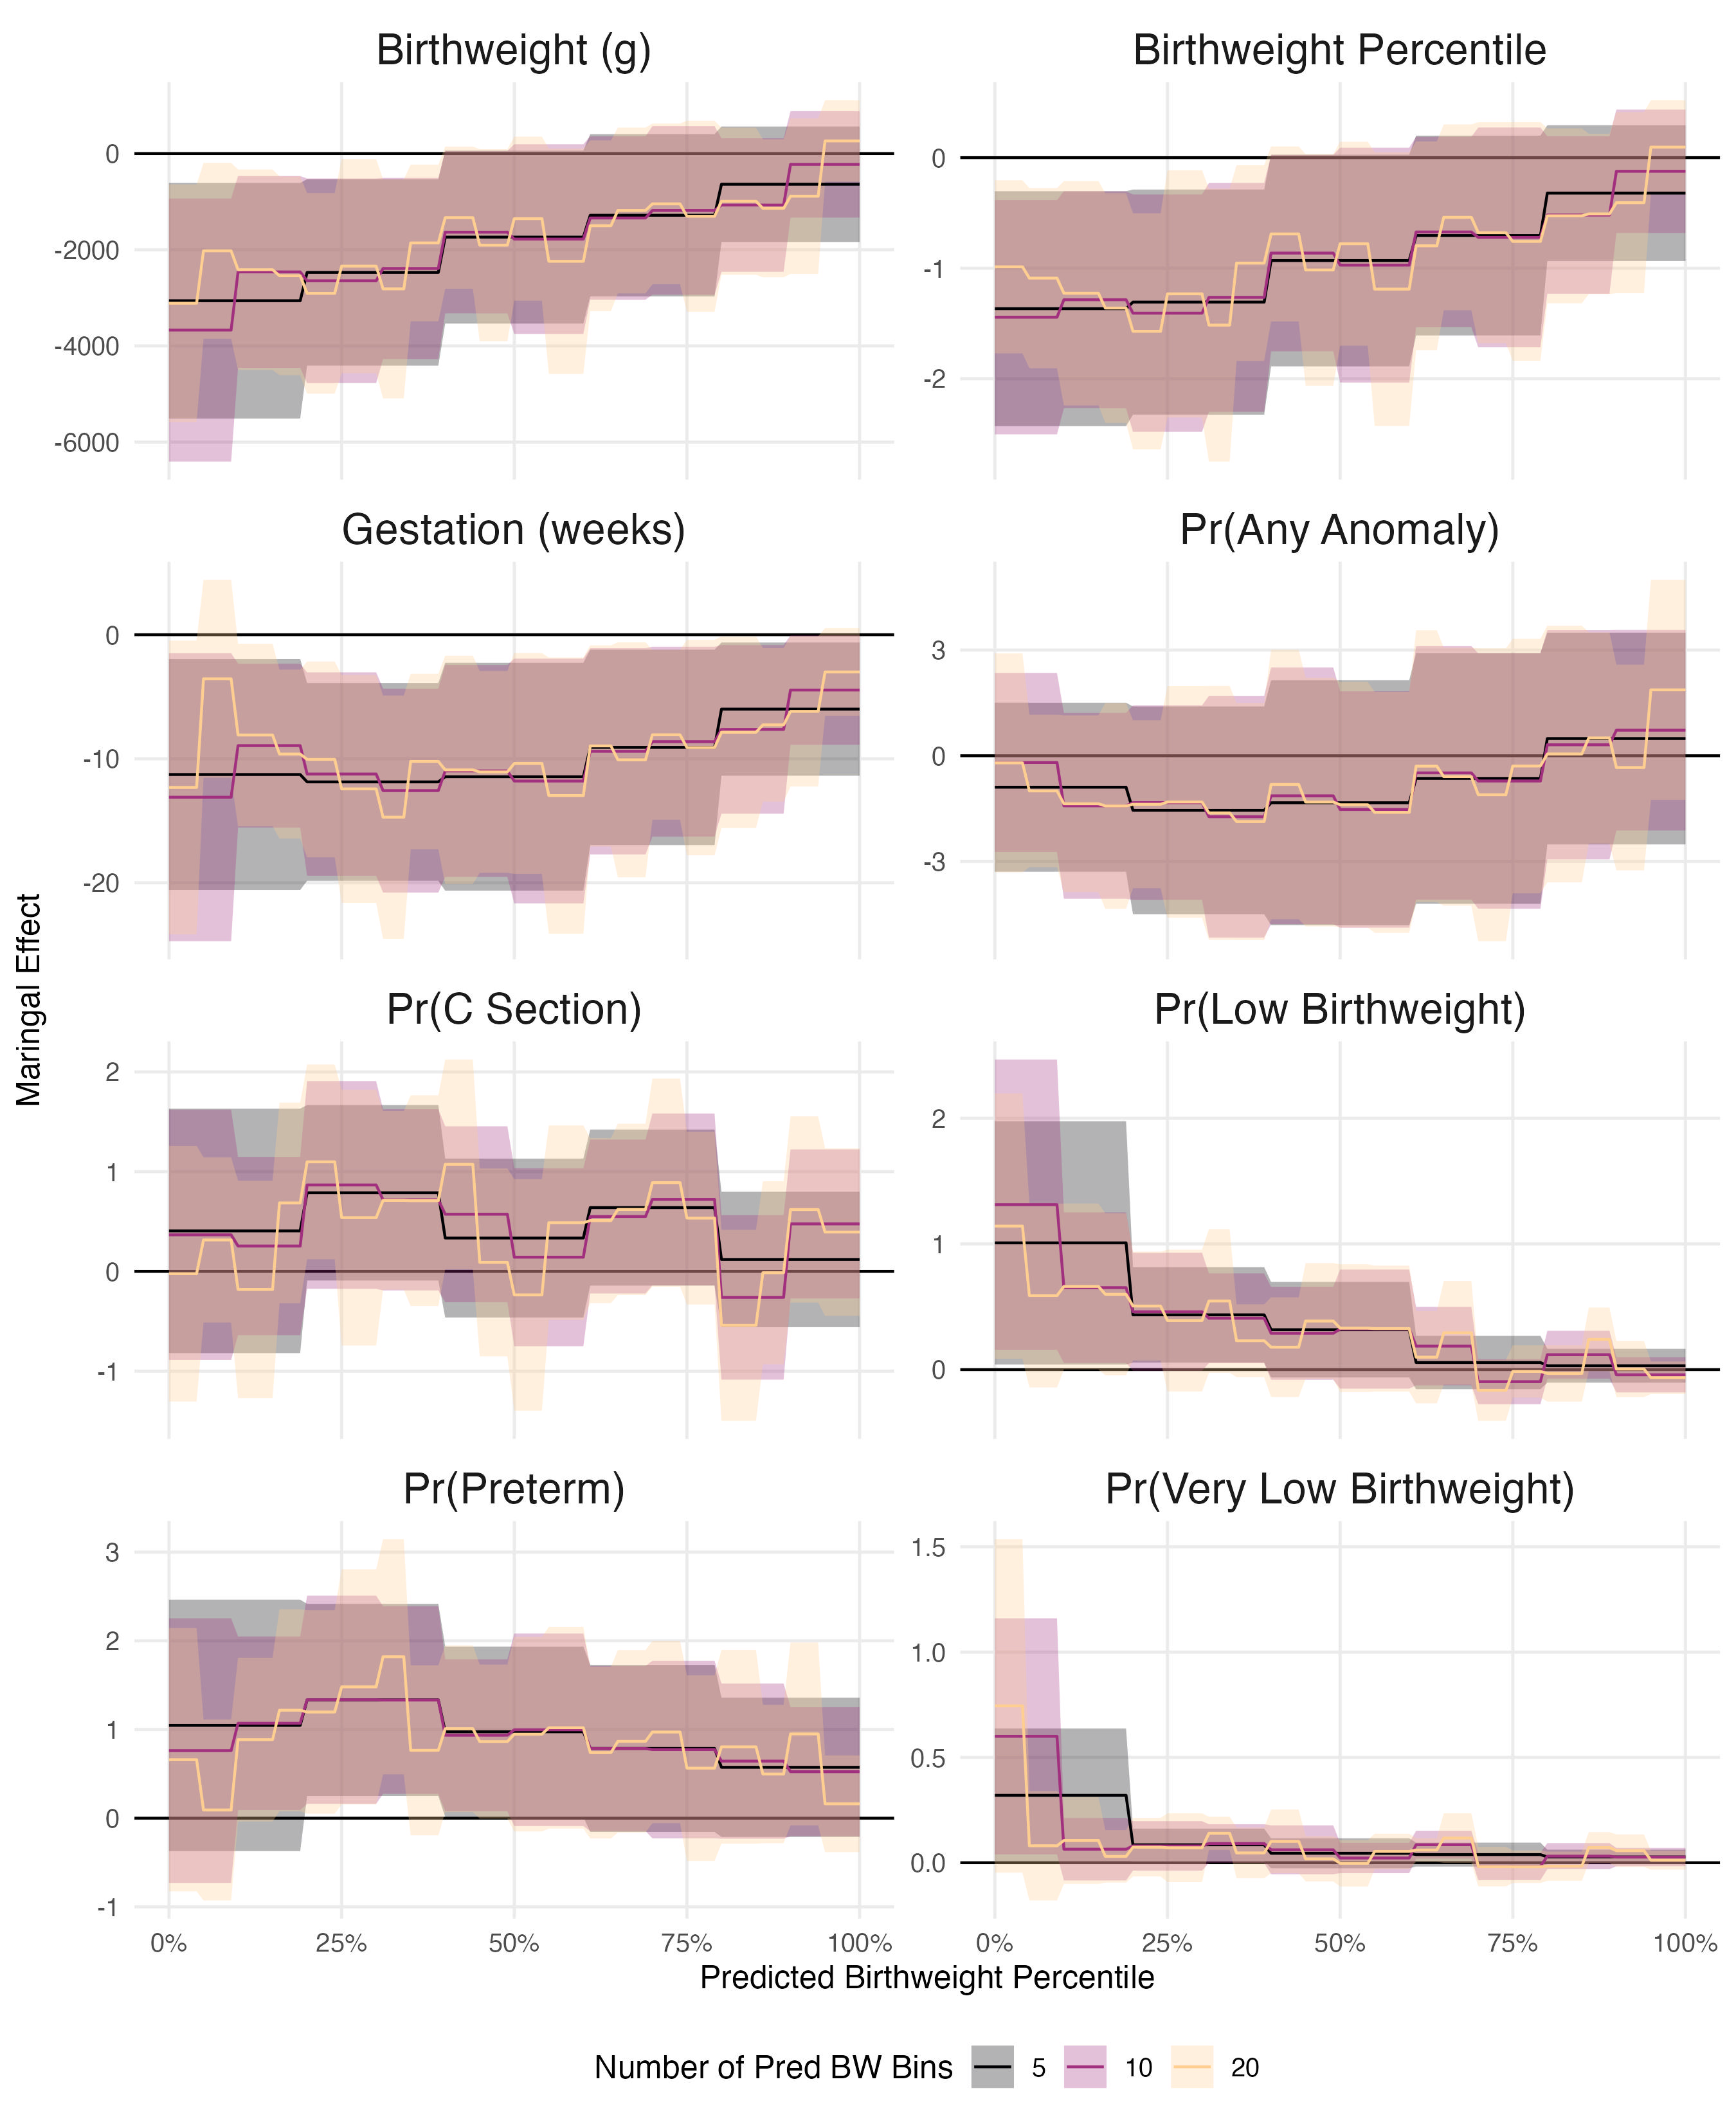 Birthweight (g)
Birthweight Percentile
0
-2000
-4000
-6000
0
-1
-2
Gestation (weeks)
Pr(Any Anomaly)
0
-10
-20
3
0
-3
Maringal Effect
Pr(C Section)
Pr(Low Birthweight)
2
1
0
-1
2
1
0
Pr(Preterm)
Pr(Very Low Birthweight)
3
2
1
0
-1
1.5
1.0
0.5
0.0
0% 25% 50% 75% 100%
0% 25% 50% 75% 100%
Predicted Birthweight Percentile
Number of Pred BW Bins 5 10 20